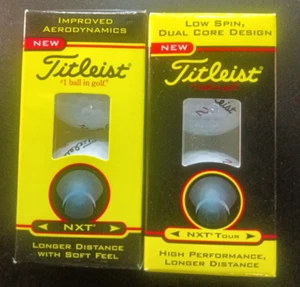 IMPROVED
AERODYNAMICS
NEW
Titleist
#1 ball in golf.
NXT
LONGER DISTANCE
WITH SOFT FEEL
LOW SPIN,
DUAL CORE DESIGN
NEW
Titleist
NXT TOUR
HIGH PERFORMANCE,
LONGER DISTANCE